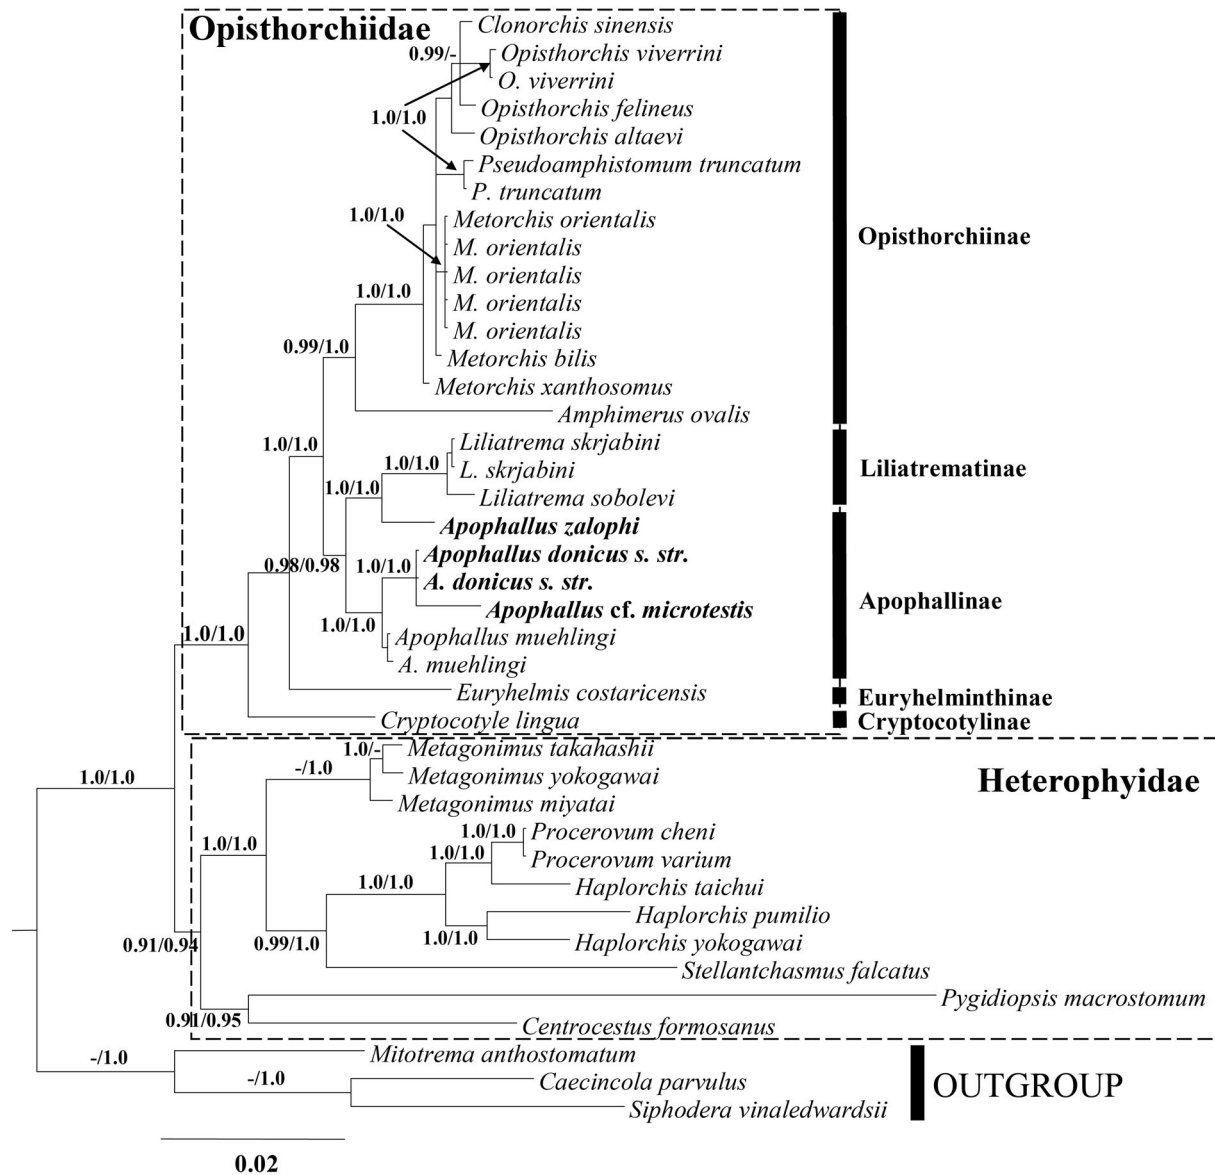 Opisthorchiidae
Clonorchis sinensis
0.99/-
Opisthorchis viverrini
O. viverrini
Opisthorchis felineus
1.0/1.0
Opisthorchis altaevi
Pseudoamphistomum truncatum
P. truncatum
1.0/1.0
Metorchis orientalis
M. orientalis
Opisthorchiinae
M. orientalis
1.0/1.0
M. orientalis
M. orientalis
0.99/1.0
Metorchis bilis
Metorchis xanthosomus
Amphimerus ovalis
1.0/1.0
Liliatrema skrjabini
1.0/1.0
L. skrjabini
Liliatrematinae
1.0/1.0
Liliatrema sobolevi
Apophallus zalophi
Apophallus donicus s. str.
0.98/0.98
1.0/1.0
A. donicus s. str.
Apophallus cf. microtestis
Apophallinae
1.0/1.0
1.0/1.0
Apophallus muehlingi
A. muehlingi
Euryhelmis costaricensis
Euryhelminthinae
Cryptocotyle lingua
Cryptocotylinae
1.0/-
Metagonimus takahashii
-/1.0
Metagonimus yokogawai
Heterophyidae
1.0/1.0
Metagonimus miyatai
1.0/1.0
Procerovum cheni
1.0/1.0
1.0/1.0
Procerovum varium
1.0/1.0
Haplorchis taichui
Haplorchis pumilio
0.91/0.94
0.99/1.0
1.0/1.0
Haplorchis yokogawai
Stellantchasmus falcatus
Pygidiopsis macrostomum
0.91/0.95
Centrocestus formosanus
-/1.0
Mitotrema anthostomatum
-/1.0
Caecincola parvulus
OUTGROUP
Siphodera vinaledwardsii
0.02